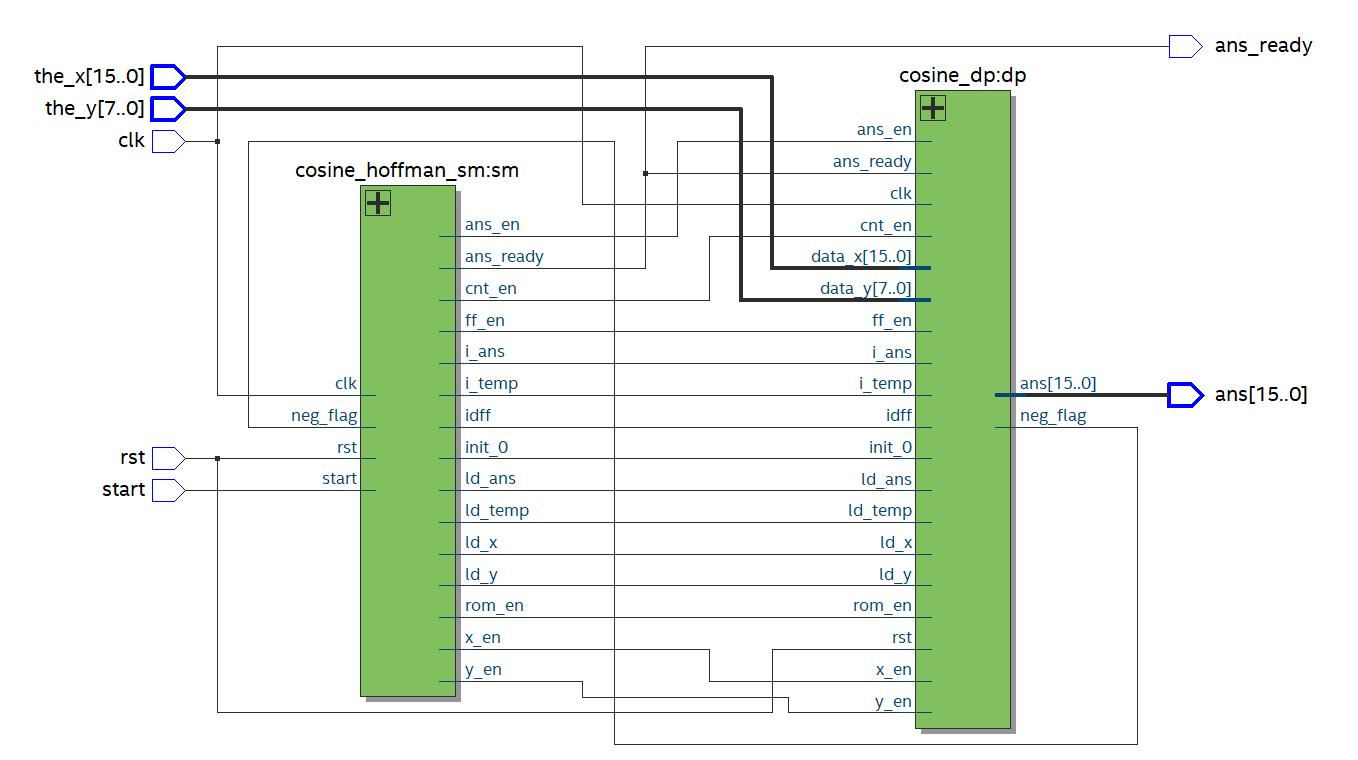 the_x[15..0]
the_y[7..0]
clk
rst
start
cosine_hoffman_sm:sm
clk
neg_flag
rst
start
ans_en
ans_ready
cnt_en
ff_en
i_ans
i_temp
idff
init_0
ld_ans
ld_temp
ld_x
ld_y
rom_en
x_en
y_en
cosine_dp:dp
ans_en
ans_ready
clk
cnt_en
data_x[15..0]
data_y[7..0]
ff_en
i_ans
i_temp
idff
init_0
ld_ans
ld_temp
ld_x
ld_y
rom_en
rst
x_en
y_en
ans[15..0]
neg_flag
ans_ready
ans[15..0]